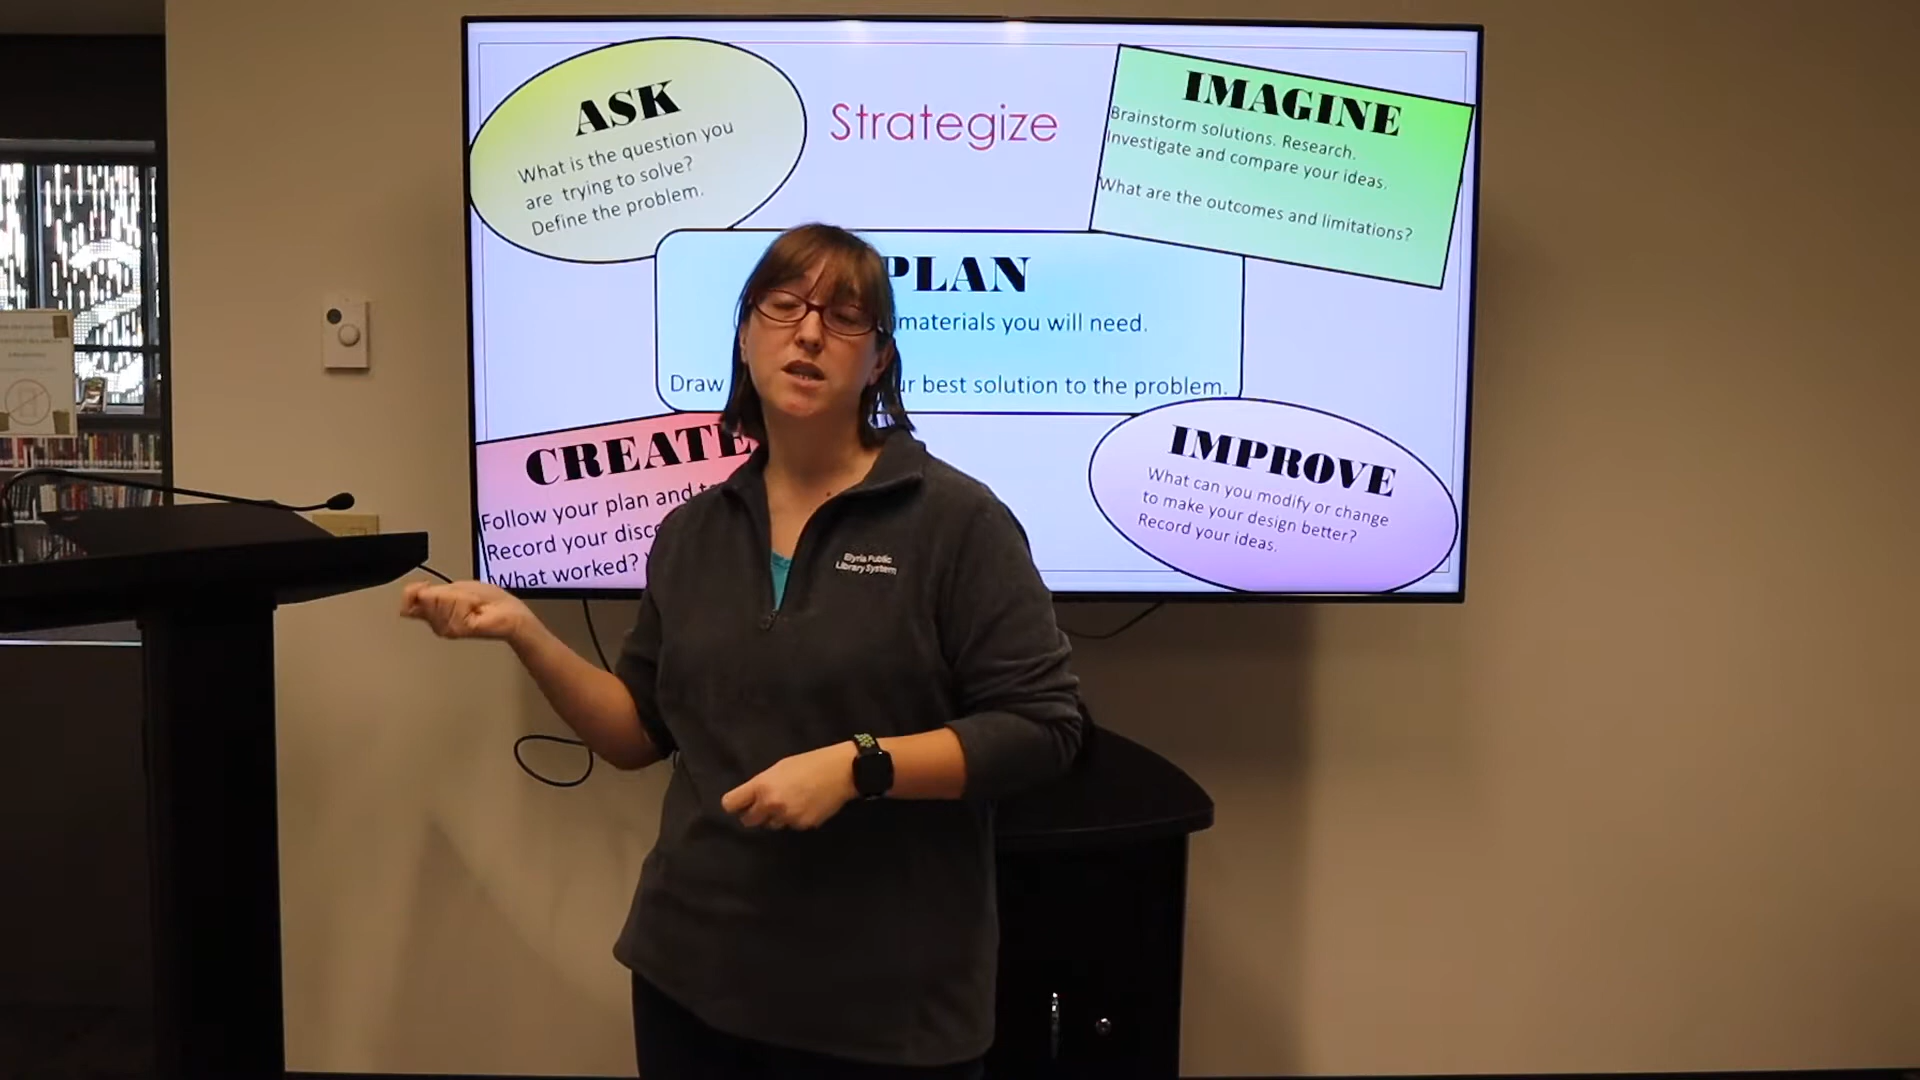 ASK
What is the question you
are trying to solve?
Define the problem.
Strategize
IMAGINE
Brainstorm solutions. Research.
Investigate and compare your ideas.
What are the outcomes and limitations?
PLAN
materials you will need.
Draw
best solution to the problem.
CREATE
Follow your plan and
Record your
What worked?
IMPROVE
What can you modify or change
to make your design better?
Record your ideas.
Elyria Public
Library System